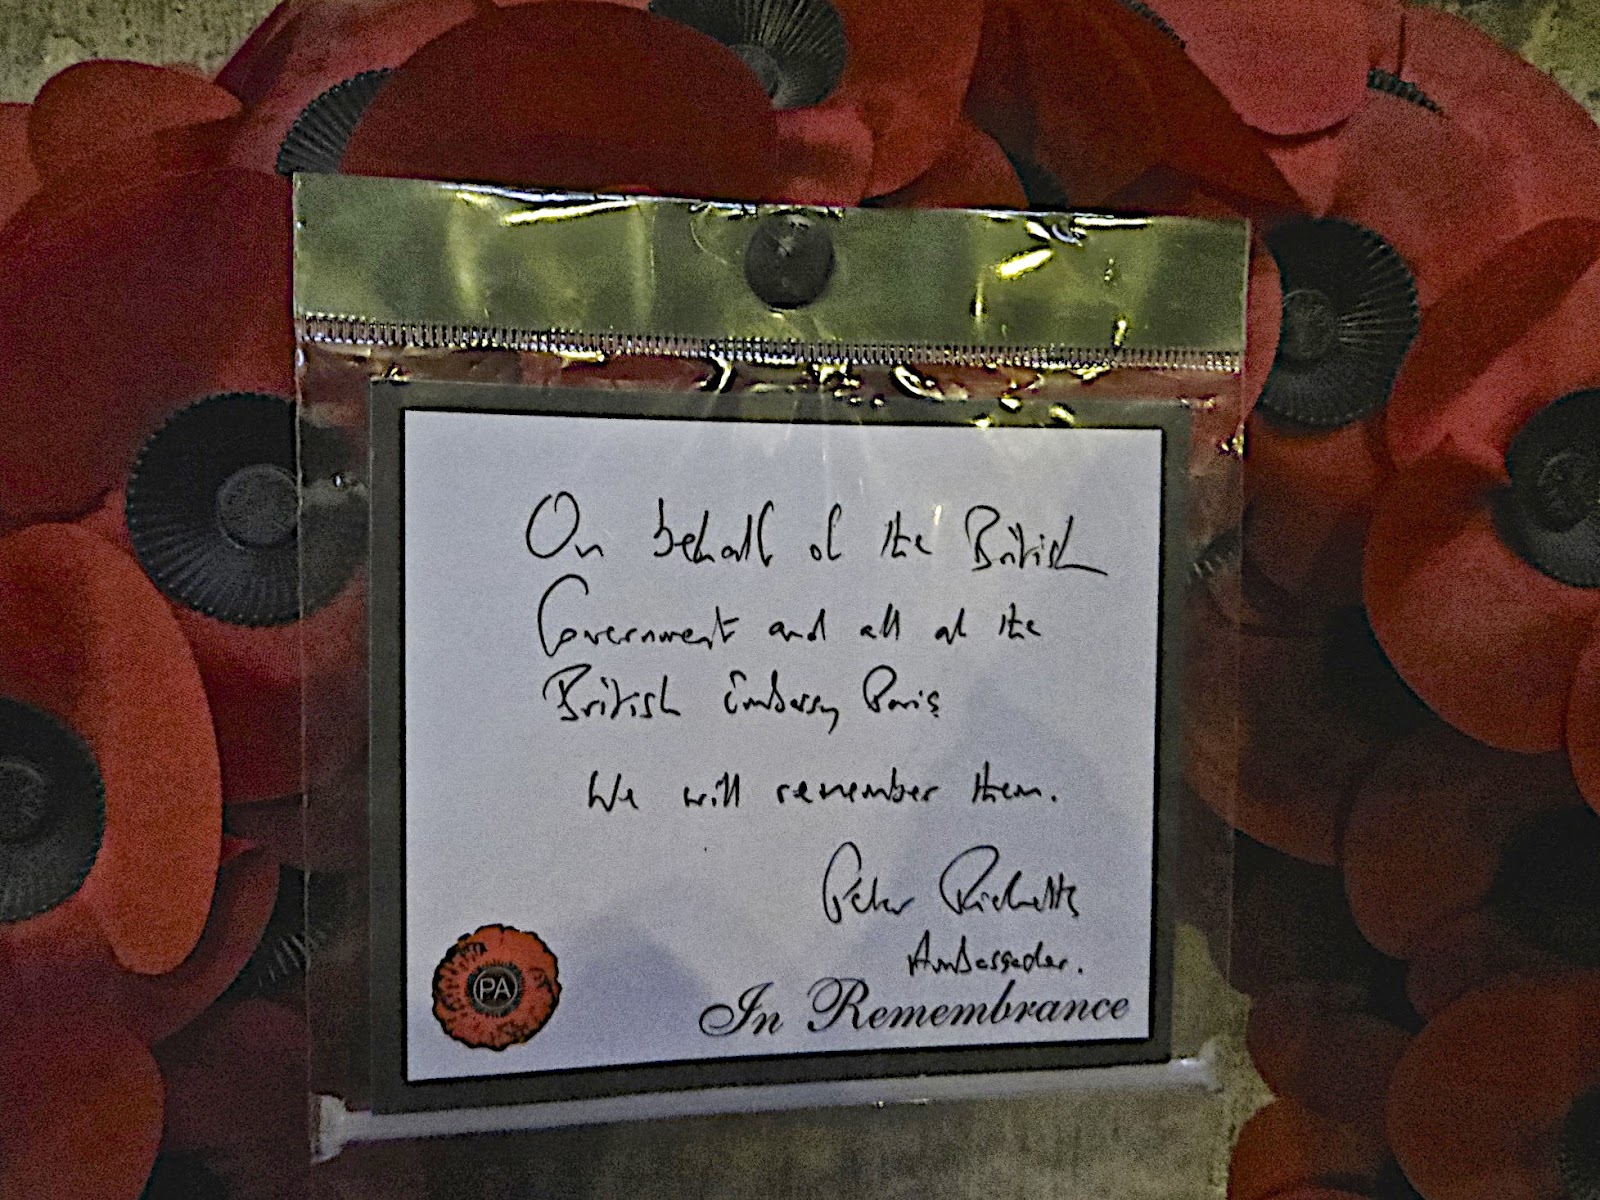 On behalf of the British
Government and all at the
British Embassy Paris
We will remember them.
Peter Ricketts
Ambassador.
PA
In Remembrance